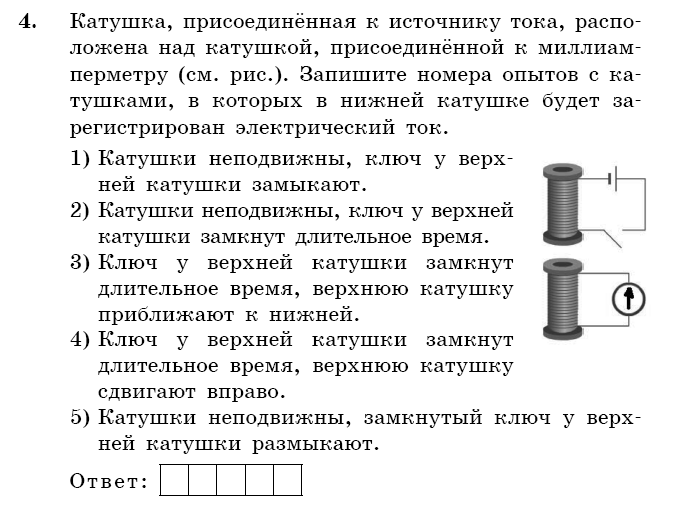 4. Катушка, присоединённая к источнику тока, распо-
ложена над катушкой, присоединённой к миллиам-
перметру (см. рис.). Запишите номера опытов с ка-
тушками, в которых в нижней катушке будет за-
регистрирован электрический ток.
1) Катушки неподвижны, ключ у верх-
ней катушки замыкают.
2) Катушки неподвижны, ключ у верхней
катушки замкнут длительное время.
3) Ключ у верхней катушки замкнут
длительное время, верхнюю катушку
приближают к нижней.
4) Ключ у верхней катушки замкнут
длительное время, верхнюю катушку
сдвигают вправо.
5) Катушки неподвижны, замкнутый ключ у верх-
ней катушки размыкают.
Ответ: